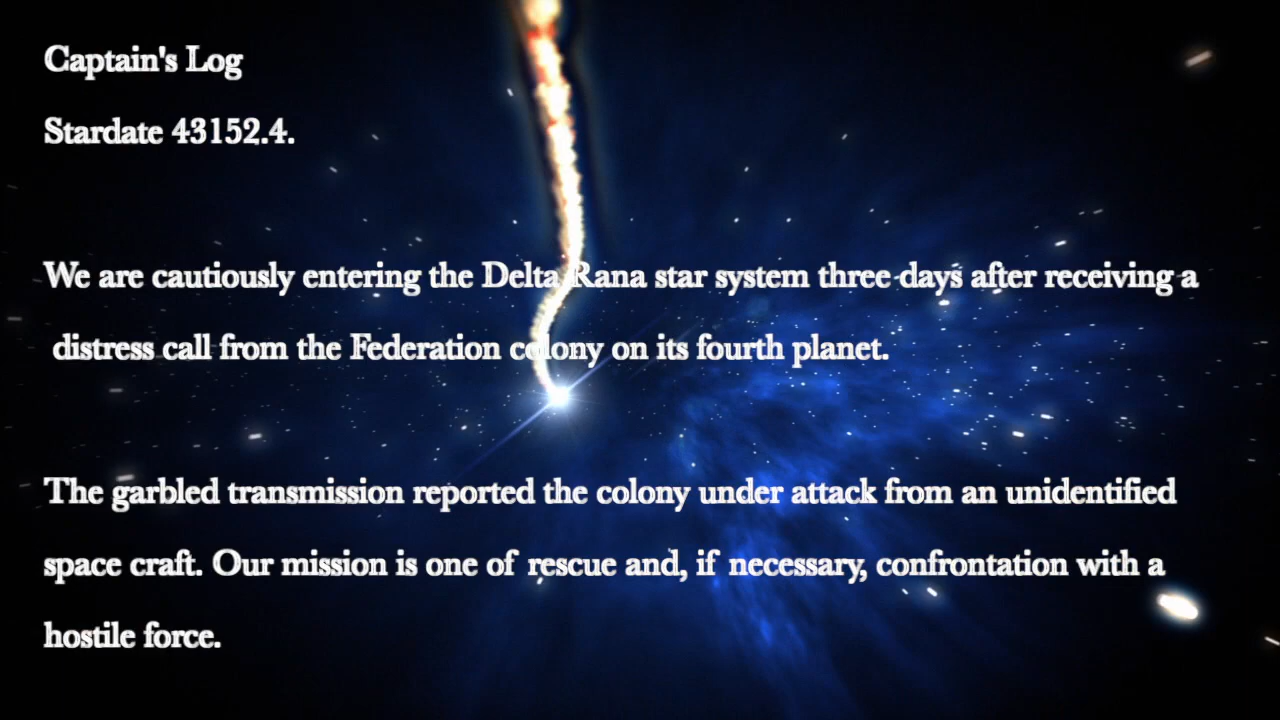 Captain's Log
Stardate 43152.4.
We are cautiously entering the Delta Rana star system three days after receiving a
distress call from the Federation colony on its fourth planet.
The garbled transmission reported the colony under attack from an unidentified
space craft. Our mission is one of rescue and, if necessary, confrontation with a
hostile force.